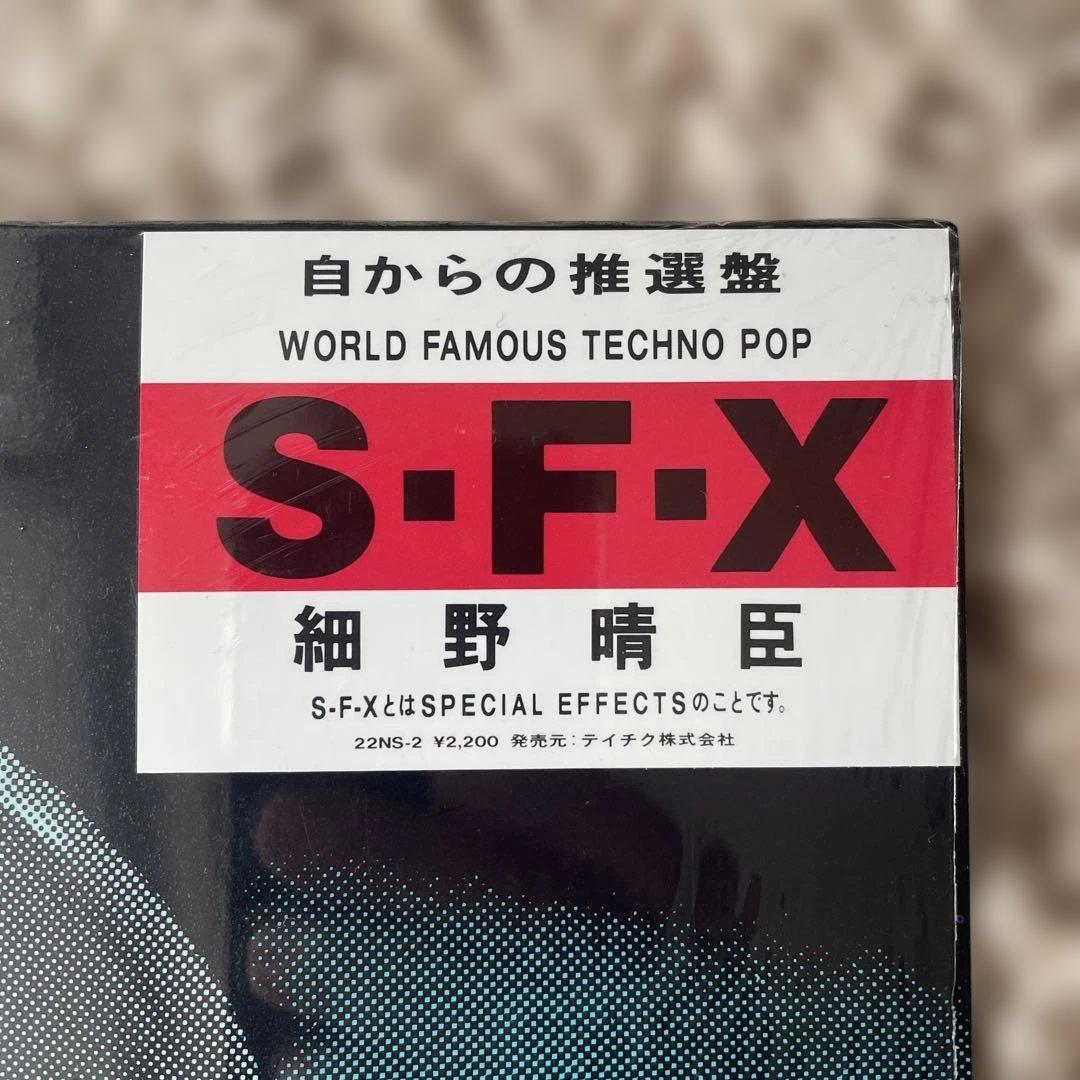 自からの推選盤
WORLD FAMOUS TECHNO POP
S·F·X
細野晴臣
S-F-XとはSPECIAL EFFECTSのことです。
22NS-2 ¥2,200 発売元:テイチク株式会社